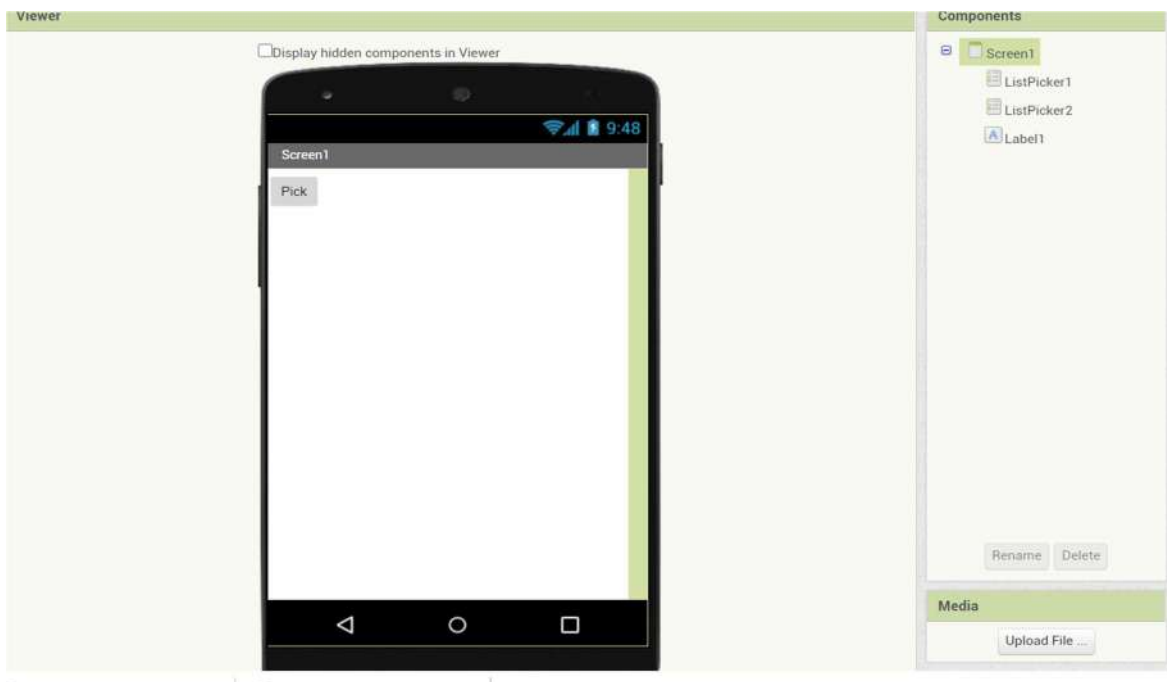 Viewer
Display hidden components in Viewer
9:48
Screen1
Pick
Components
Screen1
ListPicker1
ListPicker2
A Label1
Rename Delete
Media
Upload File ...